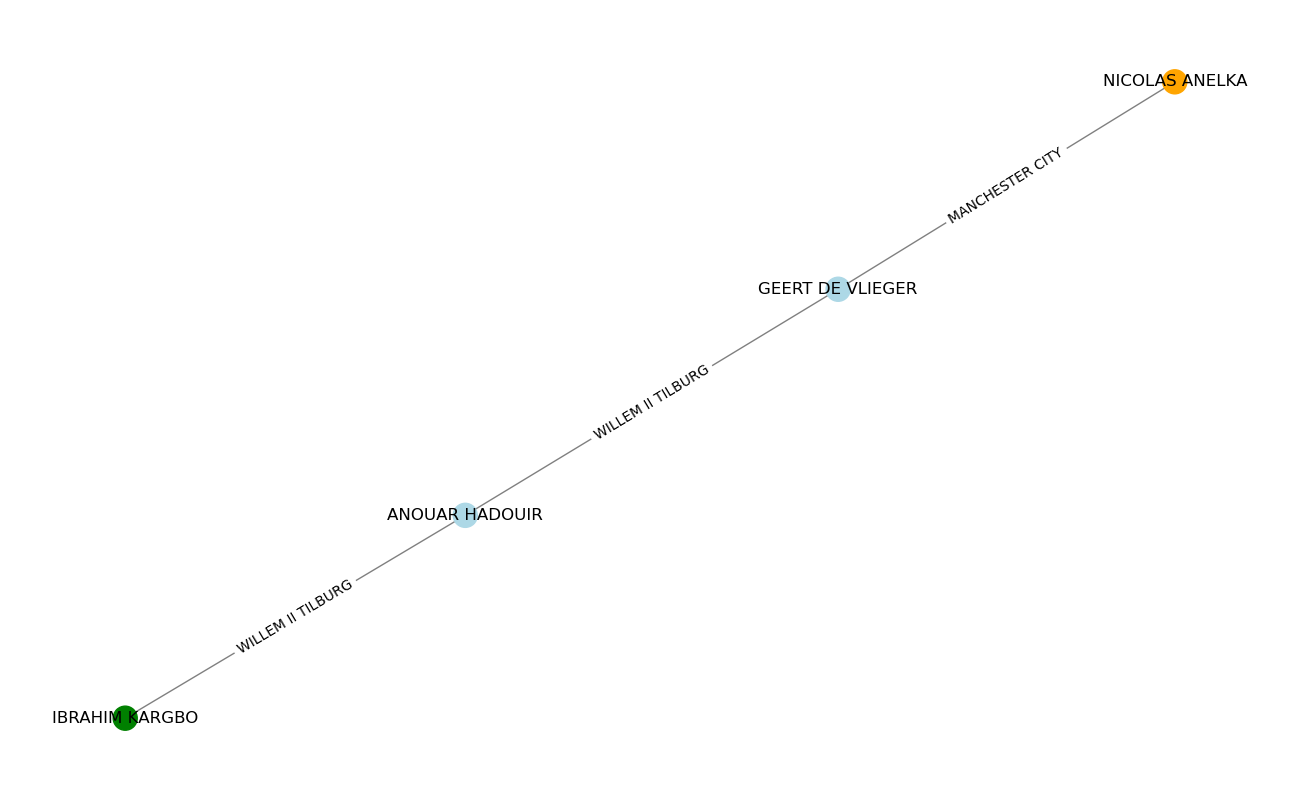 NICOLAS ANELKA
MANCHESTER CITY
GEERT DE VLIEGER
WILLEM II TILBURG
ANOUAR HADOUIR
WILLEM II TILBURG
IBRAHIM KARGBO